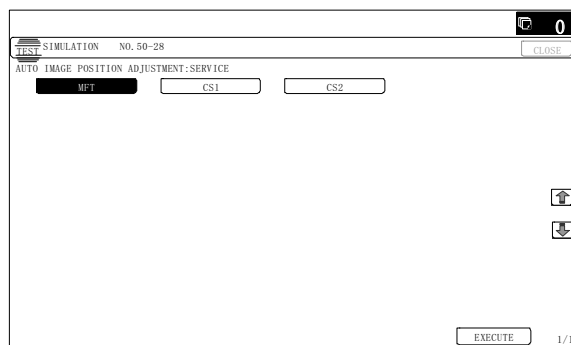 0
TEST SIMULATION NO.50-28 CLOSE
AUTO IMAGE POSITION ADJUSTMENT:SERVICE
MFT CS1 CS2
EXECUTE 1/1